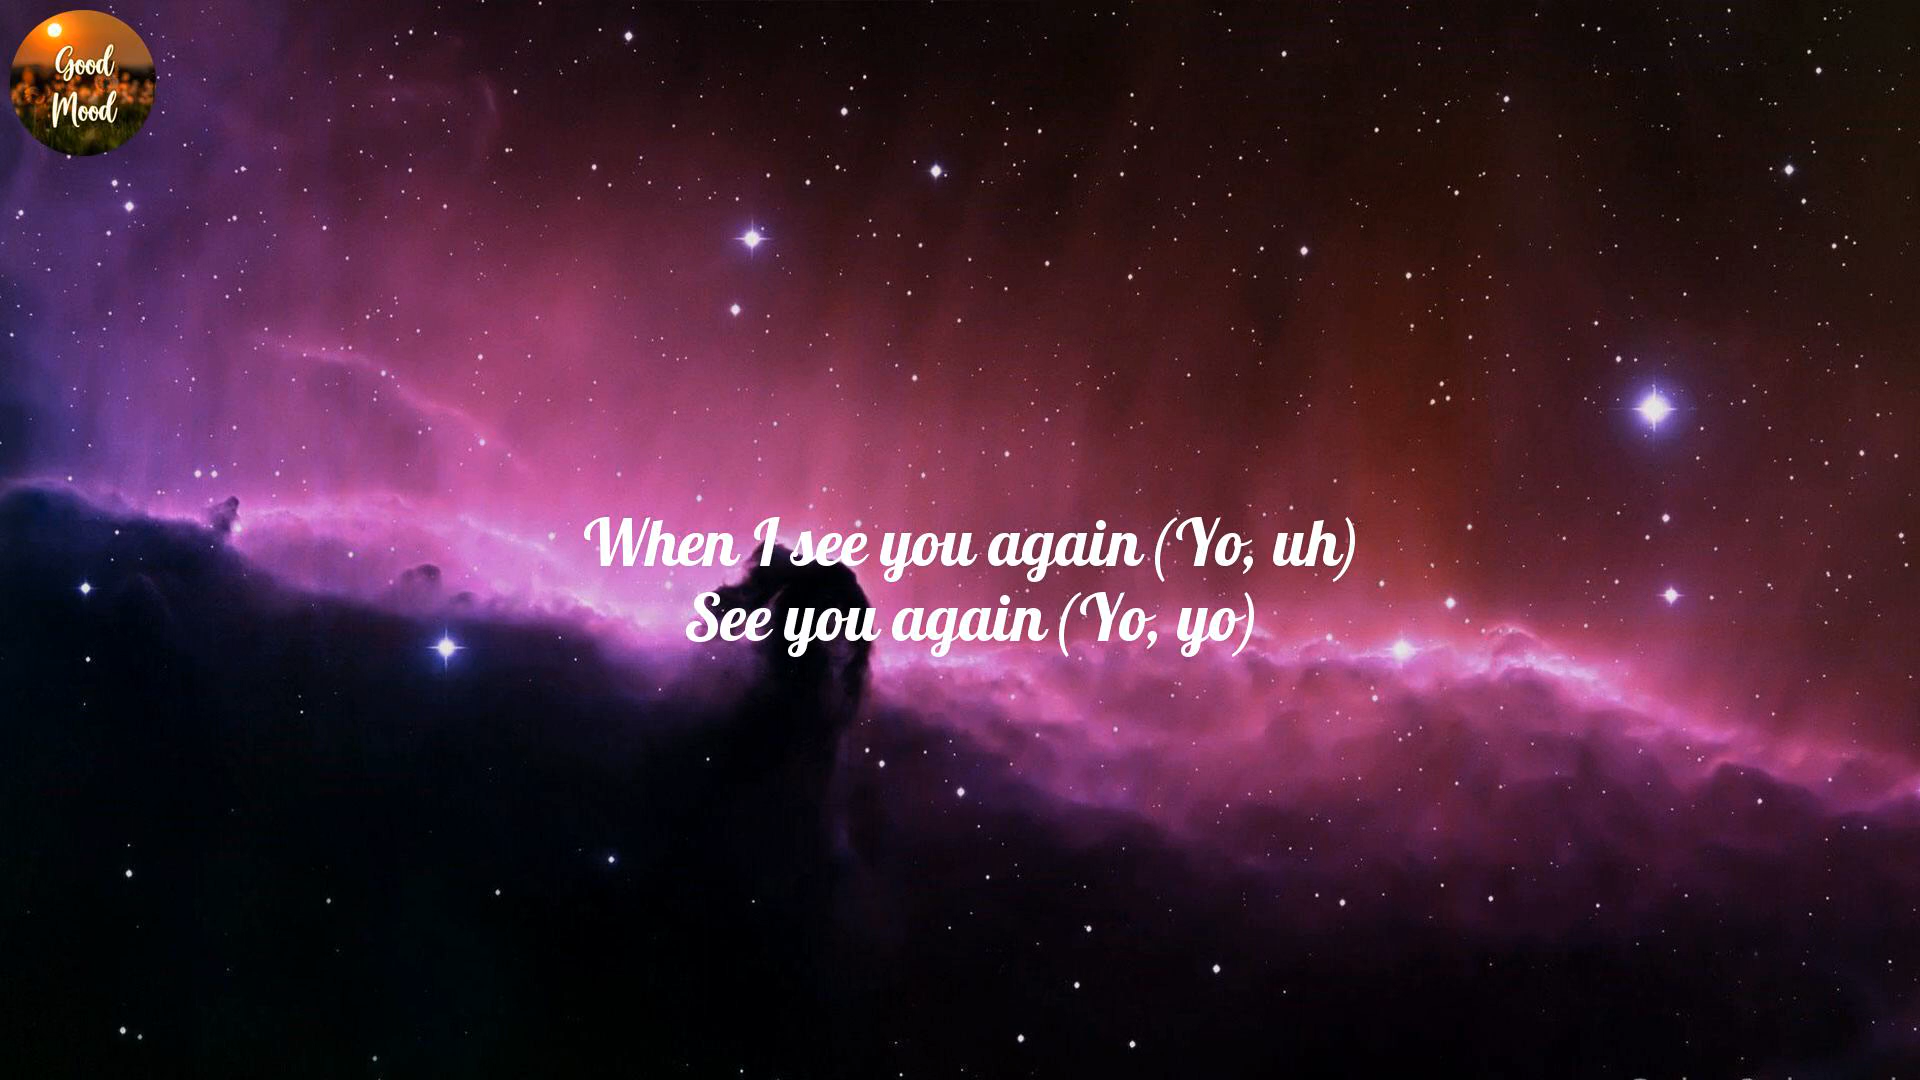 Good
Mood
When I see you again (Yo, uh)
See you again (Yo, yo)